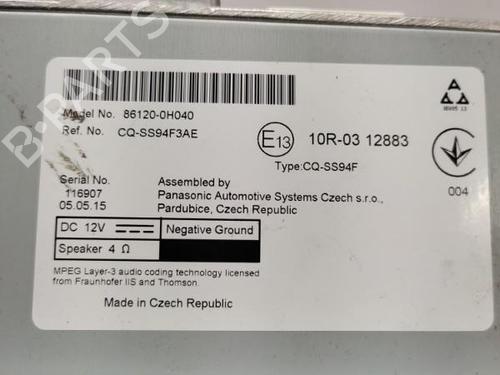 Model No. 86120-0H040
Ref. No. CQ-SS94F3AE
E13
10R-03 12883
Type:CQ-SS94F
004
Serial No.
116907
05.05.15
Assembled by
Panasonic Automotive Systems Czech s.r.o.,
Pardubice, Czech Republic
DC 12V
Negative Ground
Speaker 4 Ω
MPEG Layer-3 audio coding technology licensed
from Fraunhofer IIS and Thomson.
Made in Czech Republic
B-PARTS